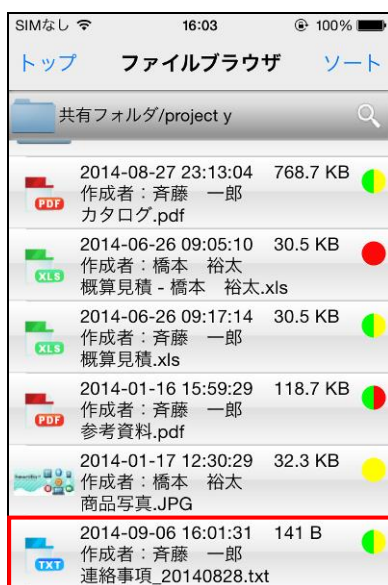 SIMなし 16:03 100%
トップ ファイルブラウザ ソート
共有フォルダ/project y
2014-08-27 23:13:04 768.7 KB
作成者：斉藤　一郎
PDF
カタログ.pdf
2014-06-26 09:05:10 30.5 KB
作成者：橋本　裕太
XLS
概算見積 - 橋本　裕太.xls
2014-06-26 09:17:14 30.5 KB
作成者：斉藤　一郎
XLS
概算見積.xls
2014-01-16 15:59:29 118.7 KB
作成者：斉藤　一郎
PDF
参考資料.pdf
2014-01-17 12:30:29 32.3 KB
作成者：橋本　裕太
商品写真.JPG
2014-09-06 16:01:31 141 B
作成者：斉藤　一郎
TXT
連絡事項_20140828.txt